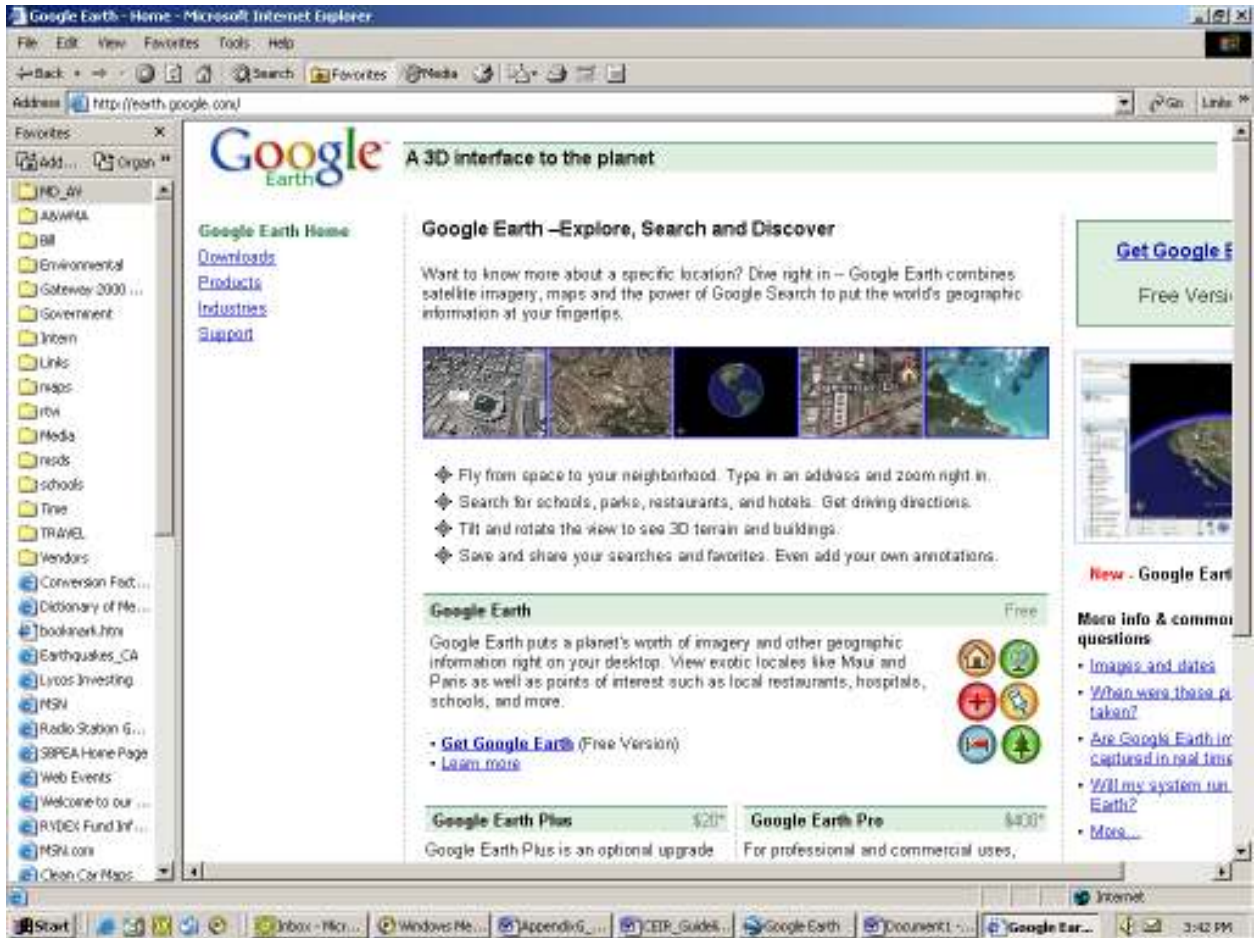 Google Earth - Home - Microsoft Internet Explorer
File Edit View Favorites Tools Help
Back Search Favorites Media
Address http://earth.google.com/ Go Links »
Favorites ×
Add... Organ »
MD_AV
A&WMA
Bill
Environmental
Gateway 2000 ...
Government
Intern
Links
maps
rtvi
Media
resds
schools
Time
TRAVEL
Vendors
Conversion Fact...
Dictionary of Me...
bookmark.htm
Earthquakes_CA
Lycos Investing
MSN
Radio Station G...
SBPEA Home Page
Web Events
Welcome to our ...
RYDEX Fund Inf...
MSN.com
Clean Car Maps
Google Earth
A 3D interface to the planet
Google Earth Home
Downloads
Products
Industries
Support
Google Earth –Explore, Search and Discover
Want to know more about a specific location? Dive right in – Google Earth combines
satellite imagery, maps and the power of Google Search to put the world's geographic
information at your fingertips.
Fly from space to your neighborhood. Type in an address and zoom right in.
Search for schools, parks, restaurants, and hotels. Get driving directions.
Tilt and rotate the view to see 3D terrain and buildings.
Save and share your searches and favorites. Even add your own annotations.
Google Earth Free
Google Earth puts a planet's worth of imagery and other geographic
information right on your desktop. View exotic locales like Maui and
Paris as well as points of interest such as local restaurants, hospitals,
schools, and more.
• Get Google Earth (Free Version)
• Learn more
Google Earth Plus $20*
Google Earth Plus is an optional upgrade
Google Earth Pro $400*
For professional and commercial uses,
Get Google E
Free Versi
New - Google Eart
More info & common
questions
• Images and dates
• When were these pi
taken?
• Are Google Earth im
captured in real time
• Will my system run
Earth?
• More...
Internet
Start Inbox - Micr... Windows Me... AppendixG_... CEIR_Guideli... Google Earth Document1 -... Google Ear... 3:42 PM